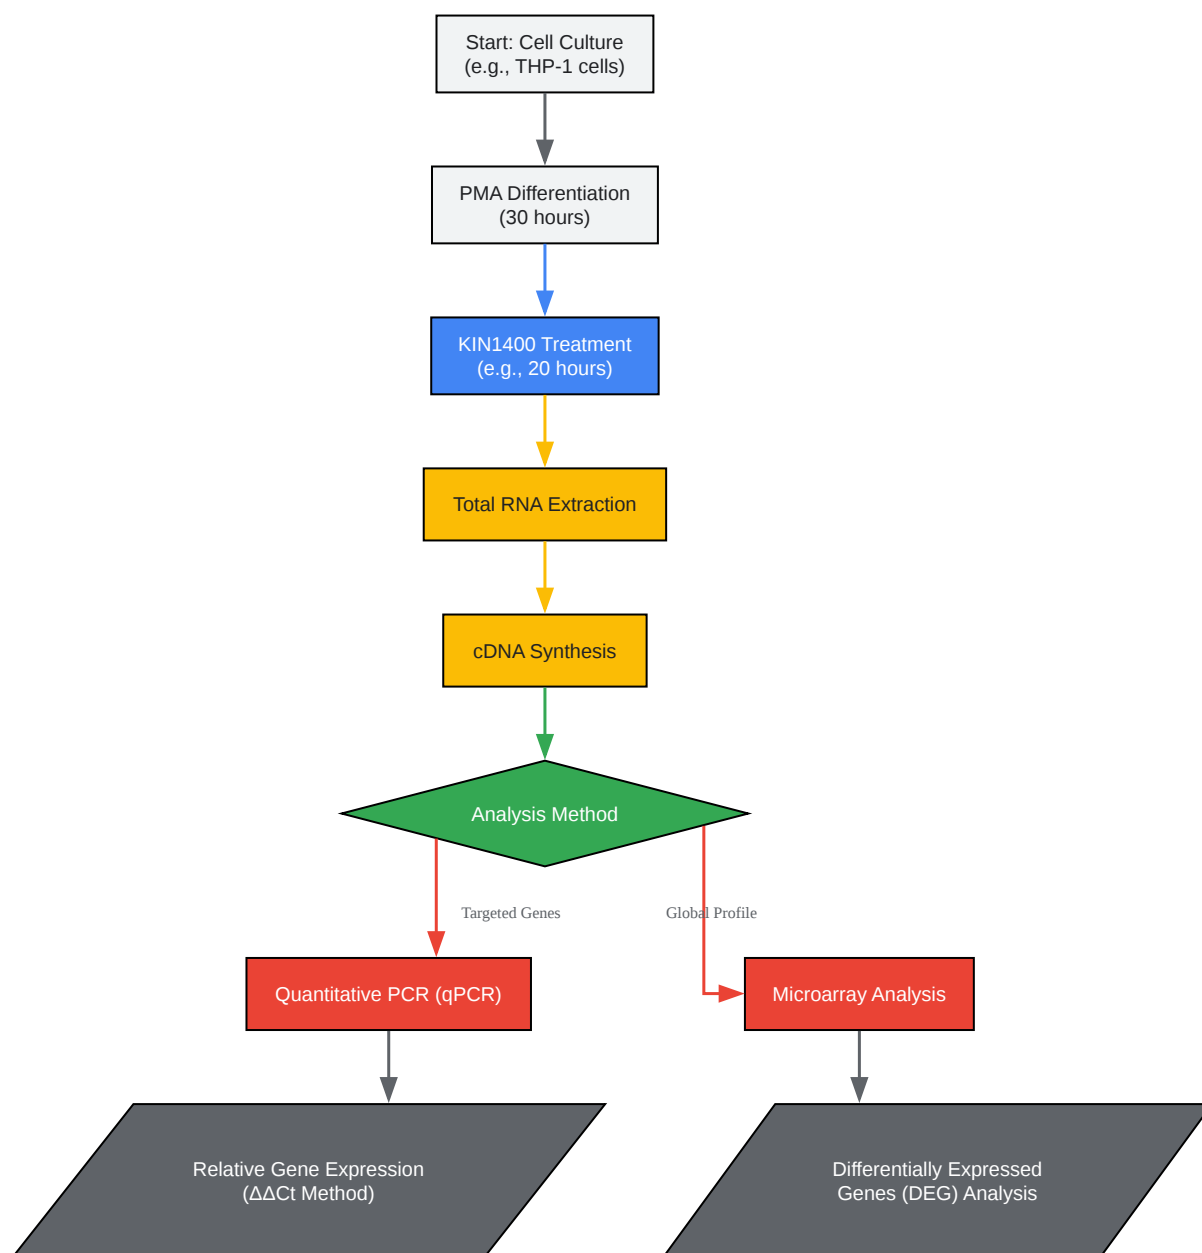 Start: Cell Culture
(e.g., THP-1 cells)
PMA Differentiation
(30 hours)
KIN1400 Treatment
(e.g., 20 hours)
Total RNA Extraction
cDNA Synthesis
Analysis Method
Targeted Genes
Global Profile
Quantitative PCR (qPCR)
Microarray Analysis
Relative Gene Expression
(ΔΔCt Method)
Differentially Expressed
Genes (DEG) Analysis